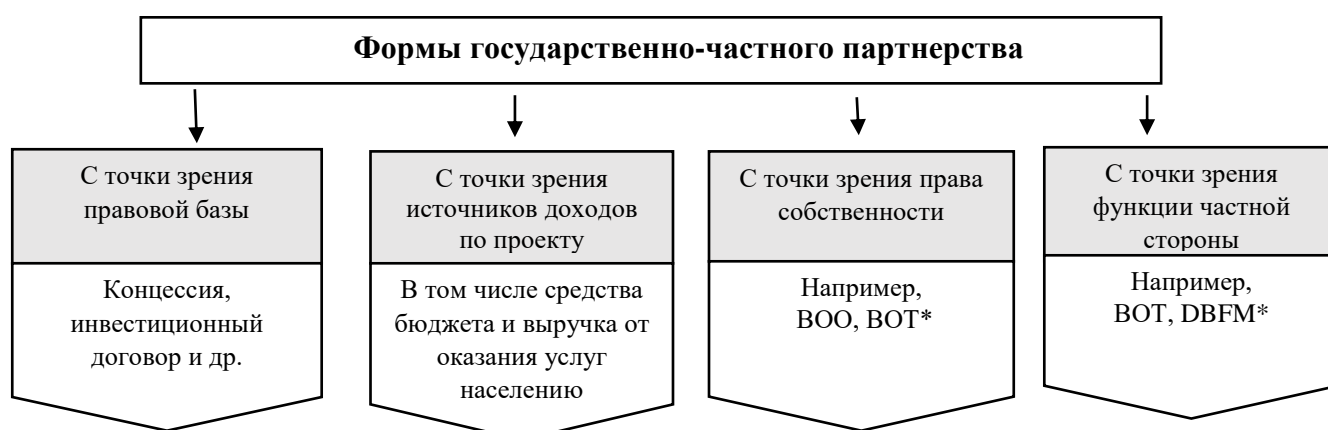 Формы государственно-частного партнерства
С точки зрения
правовой базы
Концессия,
инвестиционный
договор и др.
С точки зрения
источников доходов
по проекту
В том числе средства
бюджета и выручка от
оказания услуг
населению
С точки зрения права
собственности
Например,
BOO, BOT*
С точки зрения
функции частной
стороны
Например,
BOT, DBFM*